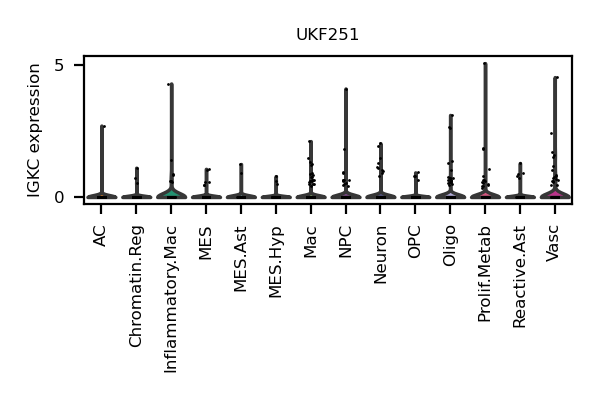 UKF251
IGKC expression
5
0
AC
Chromatin.Reg
Inflammatory.Mac
MES
MES.Ast
MES.Hyp
Mac
NPC
Neuron
OPC
Oligo
Prolif.Metab
Reactive.Ast
Vasc